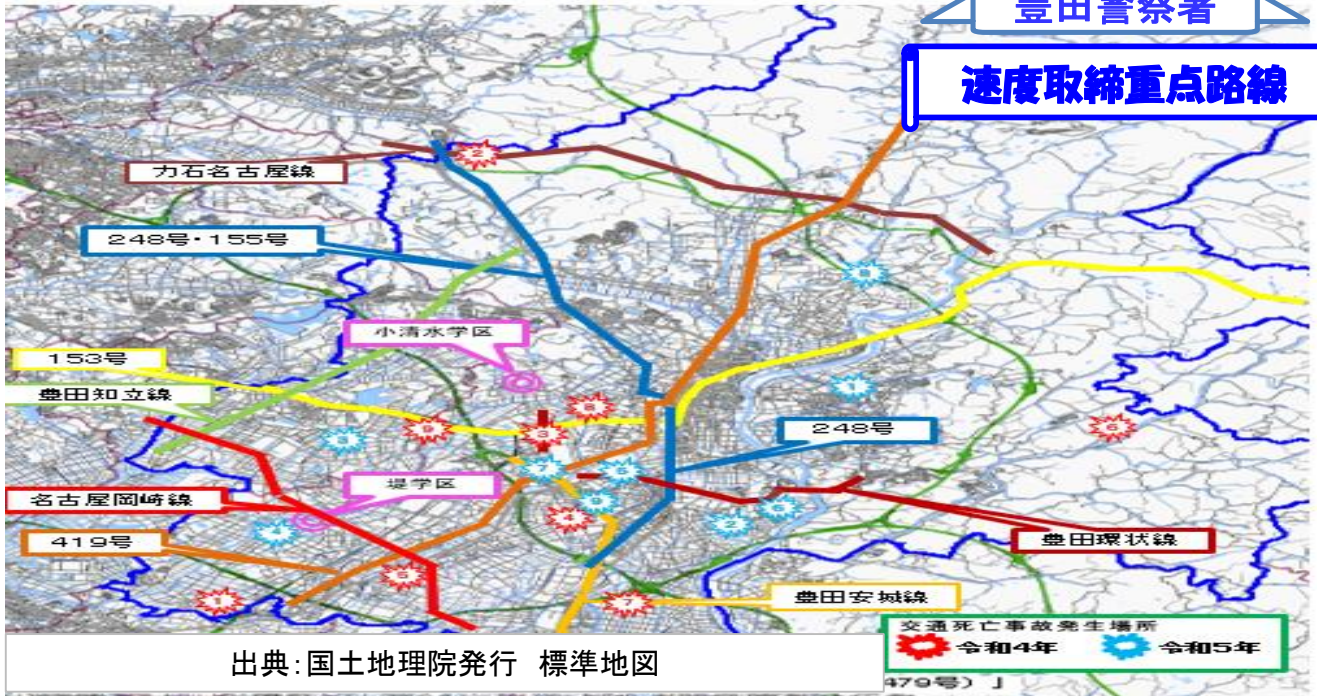 豊田警察署
速度取締重点路線
力石名古屋線
248号・155号
小清水学区
153号
豊田知立線
248号
堤学区
名古屋岡崎線
419号
豊田環状線
豊田安城線
交通死亡事故発生場所
令和4年 令和5年
出典：国土地理院発行 標準地図
479号）」